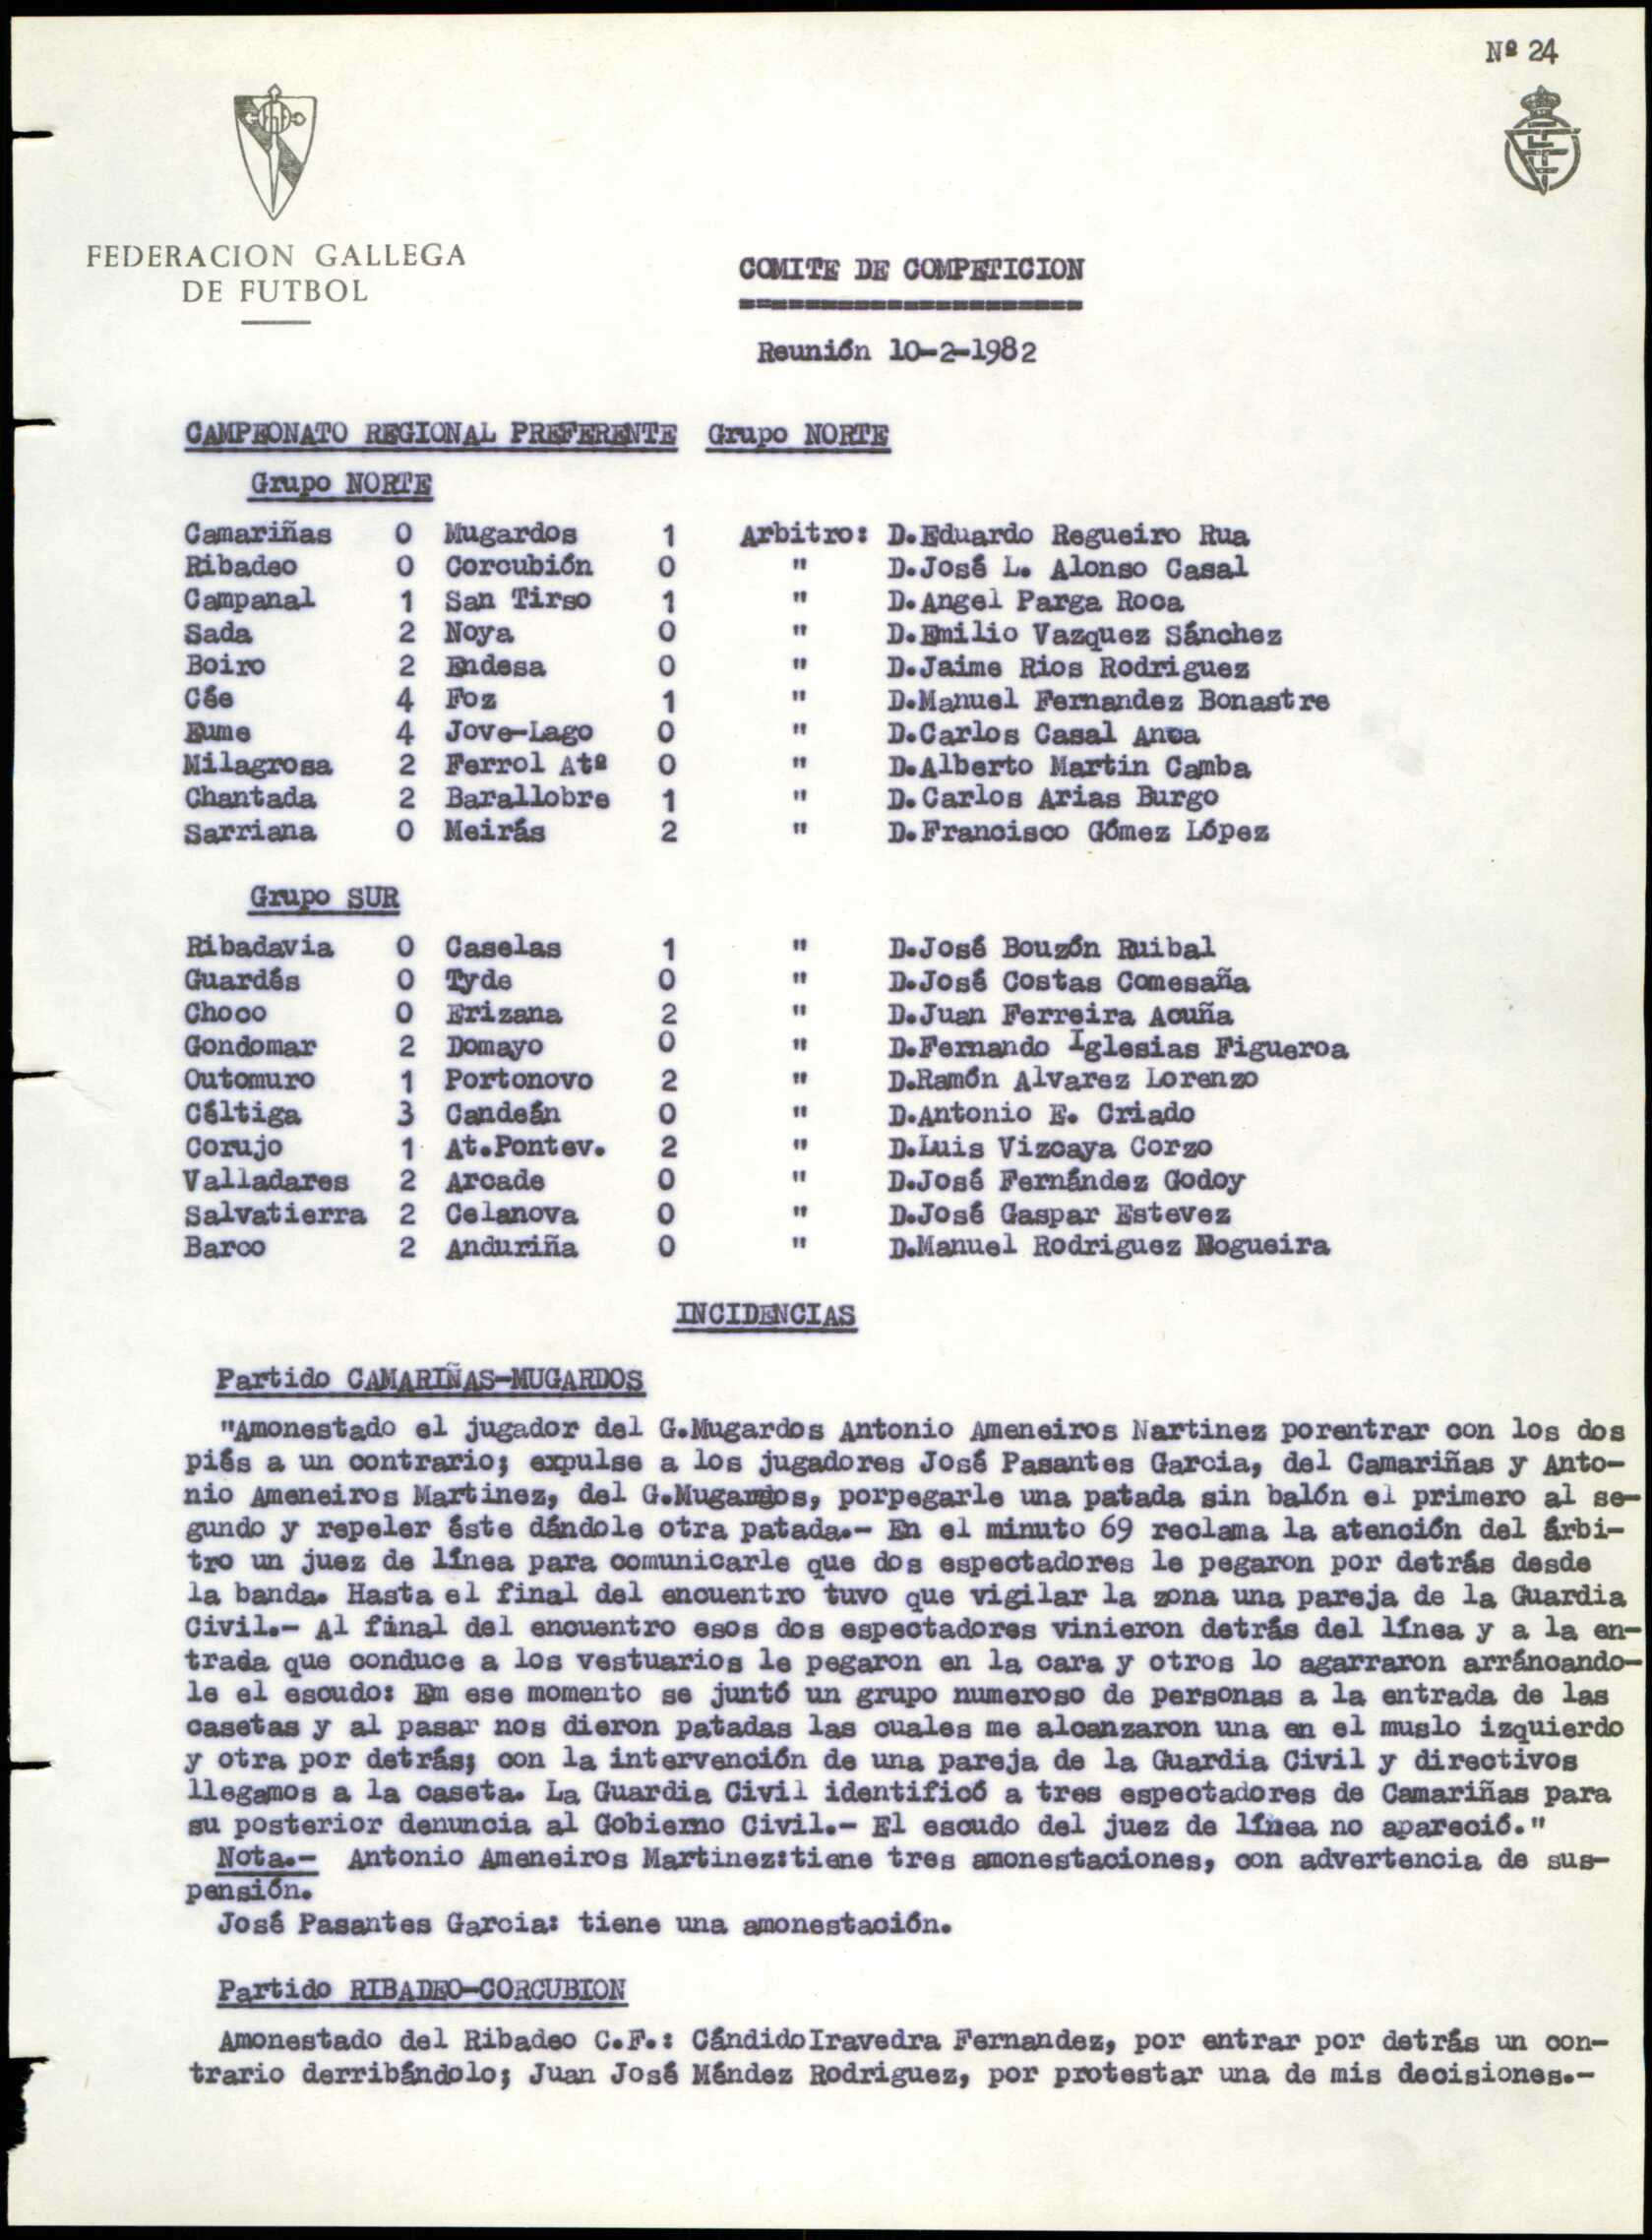 Nº 24
FEDERACION GALLEGA
DE FUTBOL
COMITE DE COMPETICION
=====================
Reunión 10-2-1982
CAMPEONATO REGIONAL PREFERENTE Grupo NORTE
Grupo NORTE
Camariñas 0 Mugardos 1 Arbitro: D.Eduardo Regueiro Rua
Ribadeo 0 Corcubión 0 " D.José L. Alonso Casal
Campanal 1 San Tirso 1 " D.Angel Parga Roca
Sada 2 Noya 0 " D.Emilio Vazquez Sánchez
Boiro 2 Endesa 0 " D.Jaime Rios Rodriguez
Cée 4 Foz 1 " D.Manuel Fernandez Bonastre
Eume 4 Jove-Lago 0 " D.Carlos Casal Anca
Milagrosa 2 Ferrol Atº 0 " D.Alberto Martin Camba
Chantada 2 Barallobre 1 " D.Carlos Arias Burgo
Sarriana 0 Meirás 2 " D.Francisco Gómez López
Grupo SUR
Ribadavia 0 Caselas 1 " D.José Bouzón Ruibal
Guardés 0 Tyde 0 " D.José Costas Comesaña
Choco 0 Erizana 2 " D.Juan Ferreira Acuña
Gondomar 2 Domayo 0 " D.Fernando Iglesias Figueroa
Outomuro 1 Portonovo 2 " D.Ramón Alvarez Lorenzo
Céltiga 3 Candeán 0 " D.Antonio E. Criado
Corujo 1 At.Pontev. 2 " D.Luis Vizcaya Corzo
Valladares 2 Arcade 0 " D.José Fernández Godoy
Salvatierra 2 Celanova 0 " D.José Gaspar Estevez
Barco 2 Anduriña 0 " D.Manuel Rodriguez Nogueira
INCIDENCIAS
Partido CAMARIÑAS-MUGARDOS
"Amonestado el jugador del G.Mugardos Antonio Ameneiros Nartinez porentrar con los dos
piés a un contrario; expulse a los jugadores José Pasantes Garcia, del Camariñas y Anto-
nio Ameneiros Martinez, del G.Mugardos, porpegarle una patada sin balón el primero al se-
gundo y repeler éste dándole otra patada.- En el minuto 69 reclama la atención del árbi-
tro un juez de línea para comunicarle que dos espectadores le pegaron por detrás desde
la banda. Hasta el final del encuentro tuvo que vigilar la zona una pareja de la Guardia
Civil.- Al final del encuentro esos dos espectadores vinieron detrás del línea y a la en-
trada que conduce a los vestuarios le pegaron en la cara y otros lo agarraron arráncando-
le el escudo: Em ese momento se juntó un grupo numeroso de personas a la entrada de las
casetas y al pasar nos dieron patadas las cuales me alcanzaron una en el muslo izquierdo
y otra por detrás; con la intervención de una pareja de la Guardia Civil y directivos
llegamos a la caseta. La Guardia Civil identificó a tres espectadores de Camariñas para
su posterior denuncia al Gobierno Civil.- El escudo del juez de línea no apareció."
Nota.- Antonio Ameneiros Martinez:tiene tres amonestaciones, con advertencia de sus-
pensión.
José Pasantes Garcia: tiene una amonestación.
Partido RIBADEO-CORCUBION
Amonestado del Ribadeo C.F.: CándidoIravedra Fernandez, por entrar por detrás un con-
trario derribándolo; Juan José Méndez Rodriguez, por protestar una de mis decisiones.-